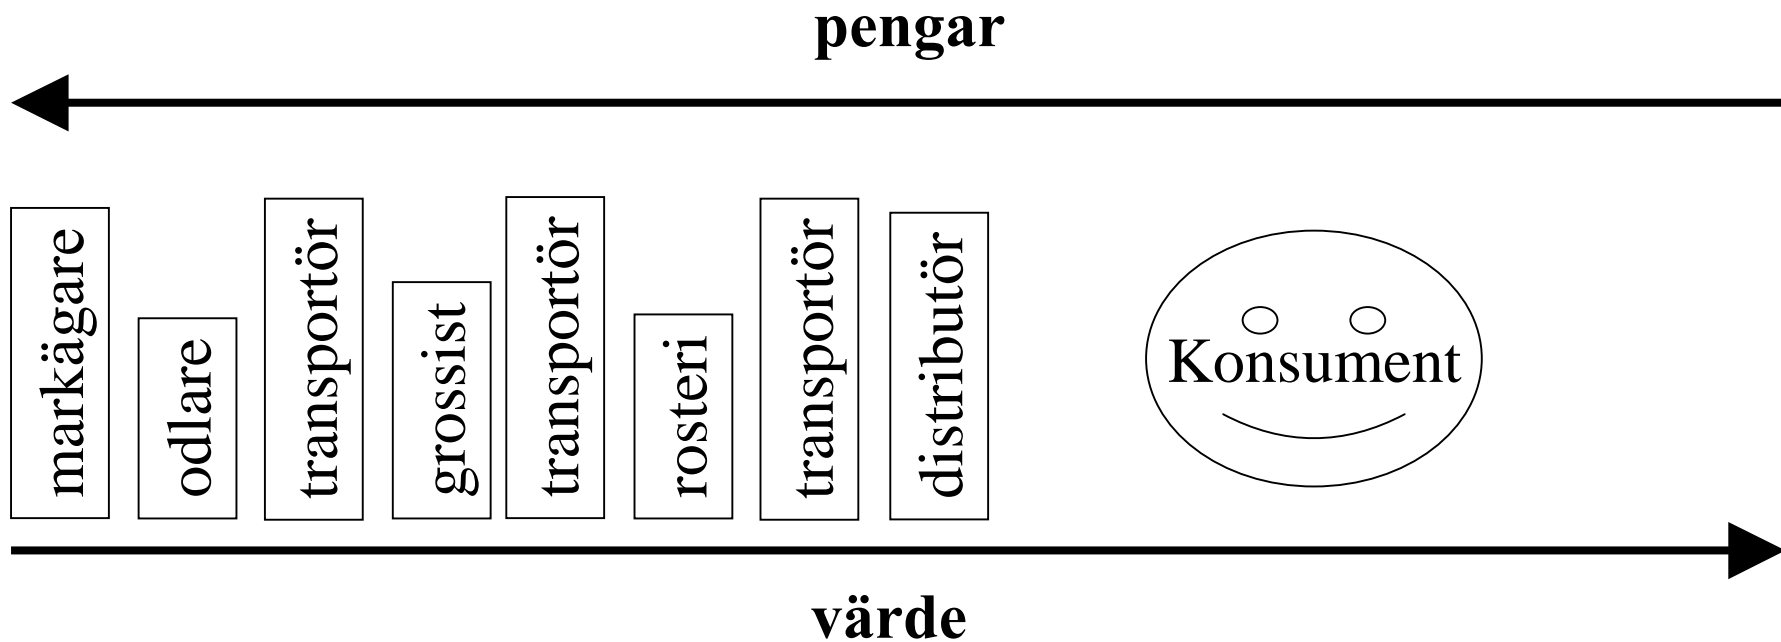 pengar
markägare
odlare
transportör
grossist
transportör
rosteri
transportör
distributör
Konsument
värde